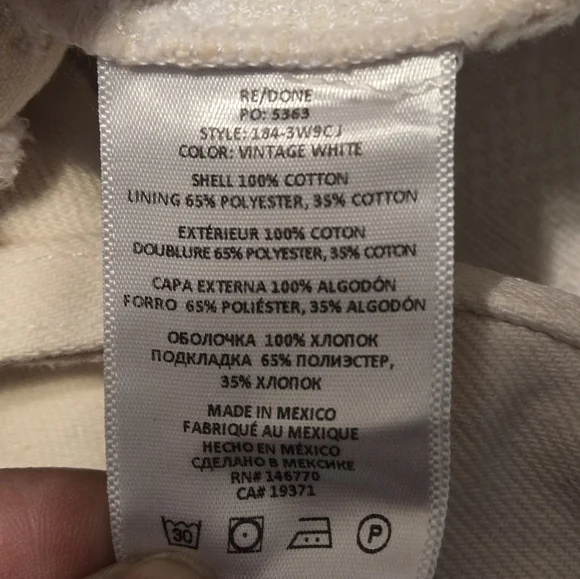 RE/DONE
PO: 5363
STYLE: 184-3W9CJ
COLOR: VINTAGE WHITE
SHELL 100% COTTON
LINING 65% POLYESTER, 35% COTTON
EXTÉRIEUR 100% COTON
DOUBLURE 65% POLYESTER, 35% COTON
CAPA EXTERNA 100% ALGODÓN
FORRO 65% POLIÉSTER, 35% ALGODÓN
ОБОЛОЧКА 100% ХЛОПОК
ПОДКЛАДКА 65% ПОЛИЭСТЕР,
35% ХЛОПОК
MADE IN MEXICO
FABRIQUÉ AU MEXIQUE
HECHO EN MÉXICO
СДЕЛАНО В МЕКСИКЕ
RN# 146770
CA# 19371
30 P